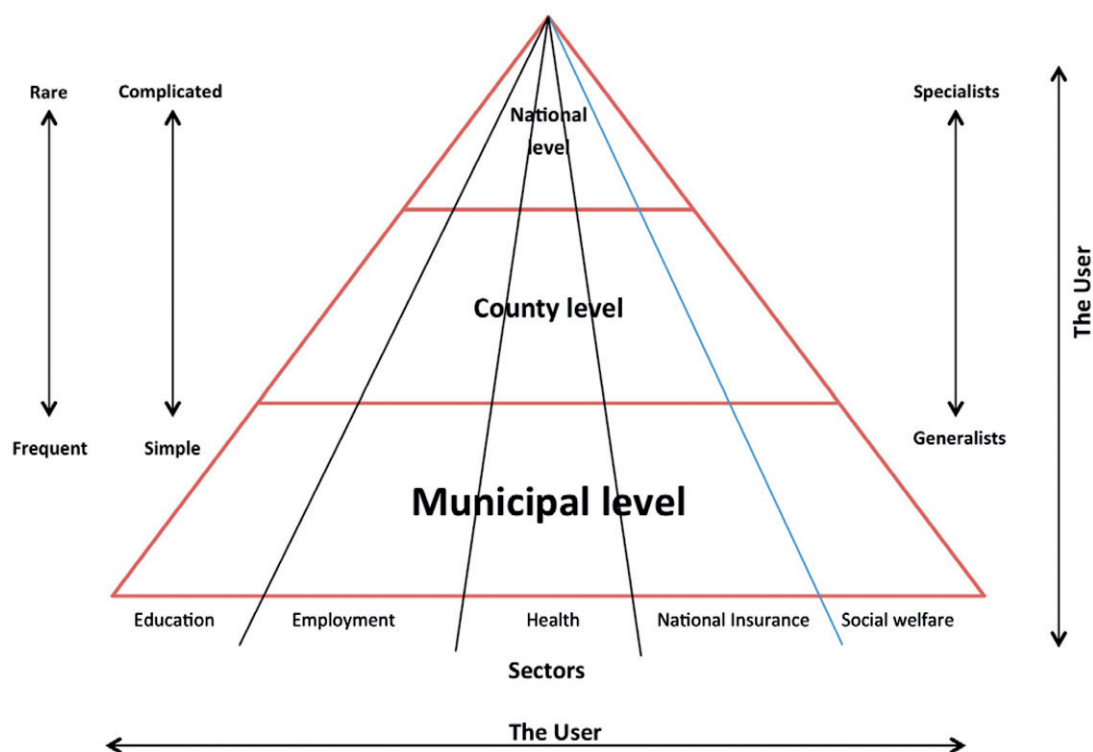 Rare
Complicated
National
level
Specialists
County level
The User
Frequent
Simple
Generalists
Municipal level
Education
Employment
Health
National Insurance
Social welfare
Sectors
The User